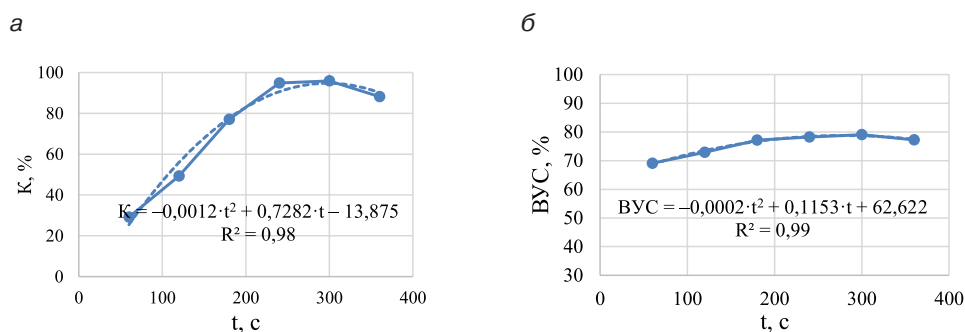 а
К, %
100
80
60
40
20
0
К = –0,0012·t² + 0,7282·t – 13,875
R² = 0,98
0 100 200 300 400
t, с
б
ВУС, %
100
90
80
70
60
50
40
30
ВУС = –0,0002·t² + 0,1153·t + 62,622
R² = 0,99
0 100 200 300 400
t, с